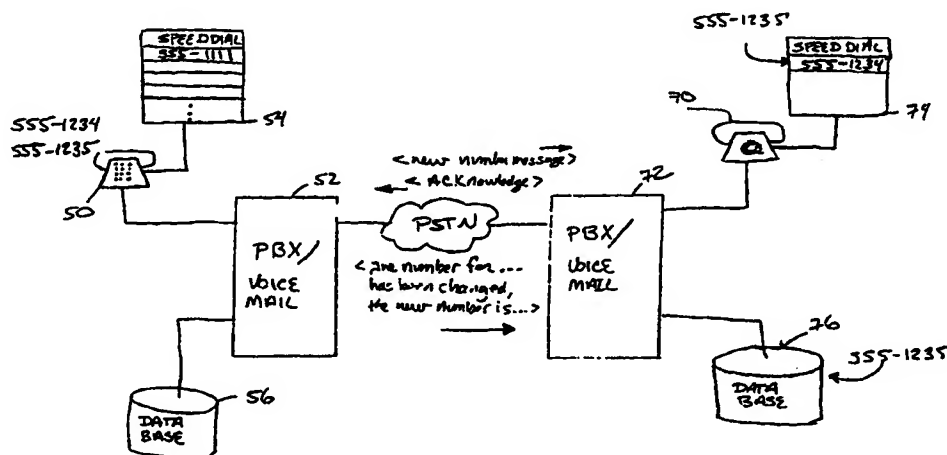 SPEED DIAL
555-1111
54
555-1234
555-1235
50
52
PBX/
VOICE
MAIL
56
DATA
BASE
<new number message>
<ACKnowledge>
PSTN
<the number for ...
has been changed,
the new number is...>
72
PBX/
VOICE
MAIL
70
555-1235
SPEED DIAL
555-1234
74
76
555-1235
DATA
BASE